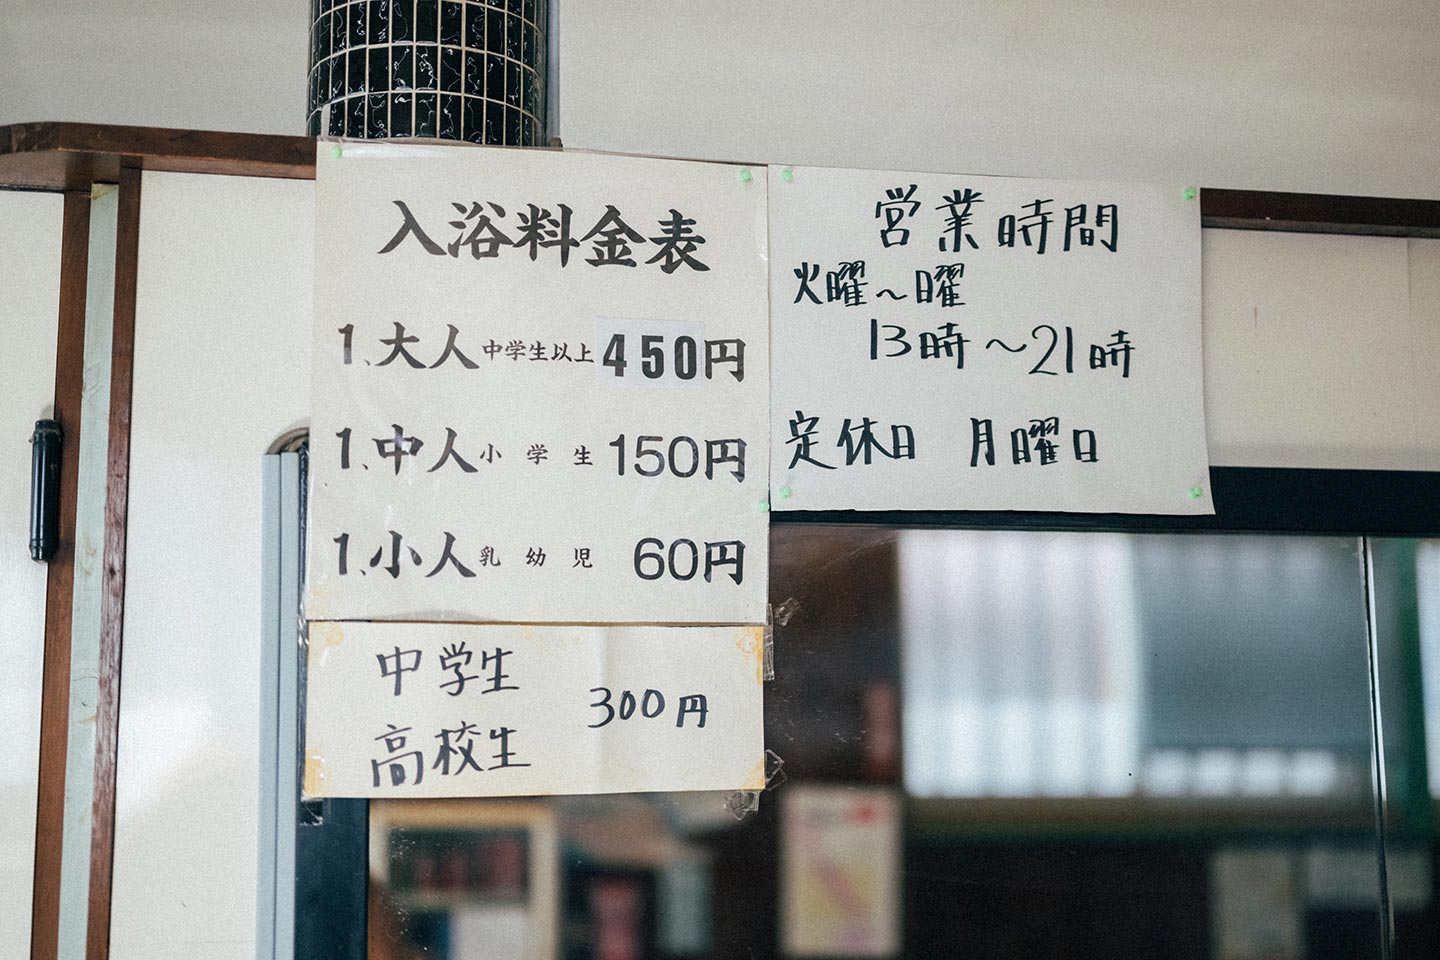 入浴料金表
1、大人 中学生以上 450円
1、中人 小学生 150円
1、小人 乳幼児 60円
中学生
高校生
300円
営業時間
火曜〜日曜
13時〜21時
定休日 月曜日